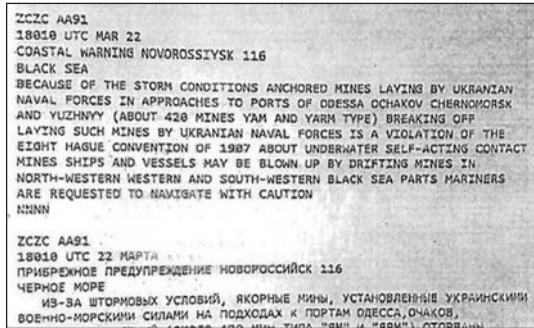 ZCZC AA91
18010 UTC MAR 22
COASTAL WARNING NOVOROSSIYSK 116
BLACK SEA
BECAUSE OF THE STORM CONDITIONS ANCHORED MINES LAYING BY UKRANIAN
NAVAL FORCES IN APPROACHES TO PORTS OF ODESSA OCHAKOV CHERNOMORSK
AND YUZHNYY (ABOUT 420 MINES YAM AND YARM TYPE) BREAKING OFF
LAYING SUCH MINES BY UKRANIAN NAVAL FORCES IS A VIOLATION OF THE
EIGHT HAGUE CONVENTION OF 1907 ABOUT UNDERWATER SELF-ACTING CONTACT
MINES SHIPS AND VESSELS MAY BE BLOWN UP BY DRIFTING MINES IN
NORTH-WESTERN WESTERN AND SOUTH-WESTERN BLACK SEA PARTS MARINERS
ARE REQUESTED TO NAVIGATE WITH CAUTION
NNNN
ZCZC AA91
18010 UTC 22 МАРТА
ПРИБРЕЖНОЕ ПРЕДУПРЕЖДЕНИЕ НОВОРОССИЙСК 116
ЧЕРНОЕ МОРЕ
ИЗ-ЗА ШТОРМОВЫХ УСЛОВИЙ, ЯКОРНЫЕ МИНЫ, УСТАНОВЛЕННЫЕ УКРАИНСКИМИ
ВОЕННО-МОРСКИМИ СИЛАМИ НА ПОДХОДАХ К ПОРТАМ ОДЕССА,ОЧАКОВ,